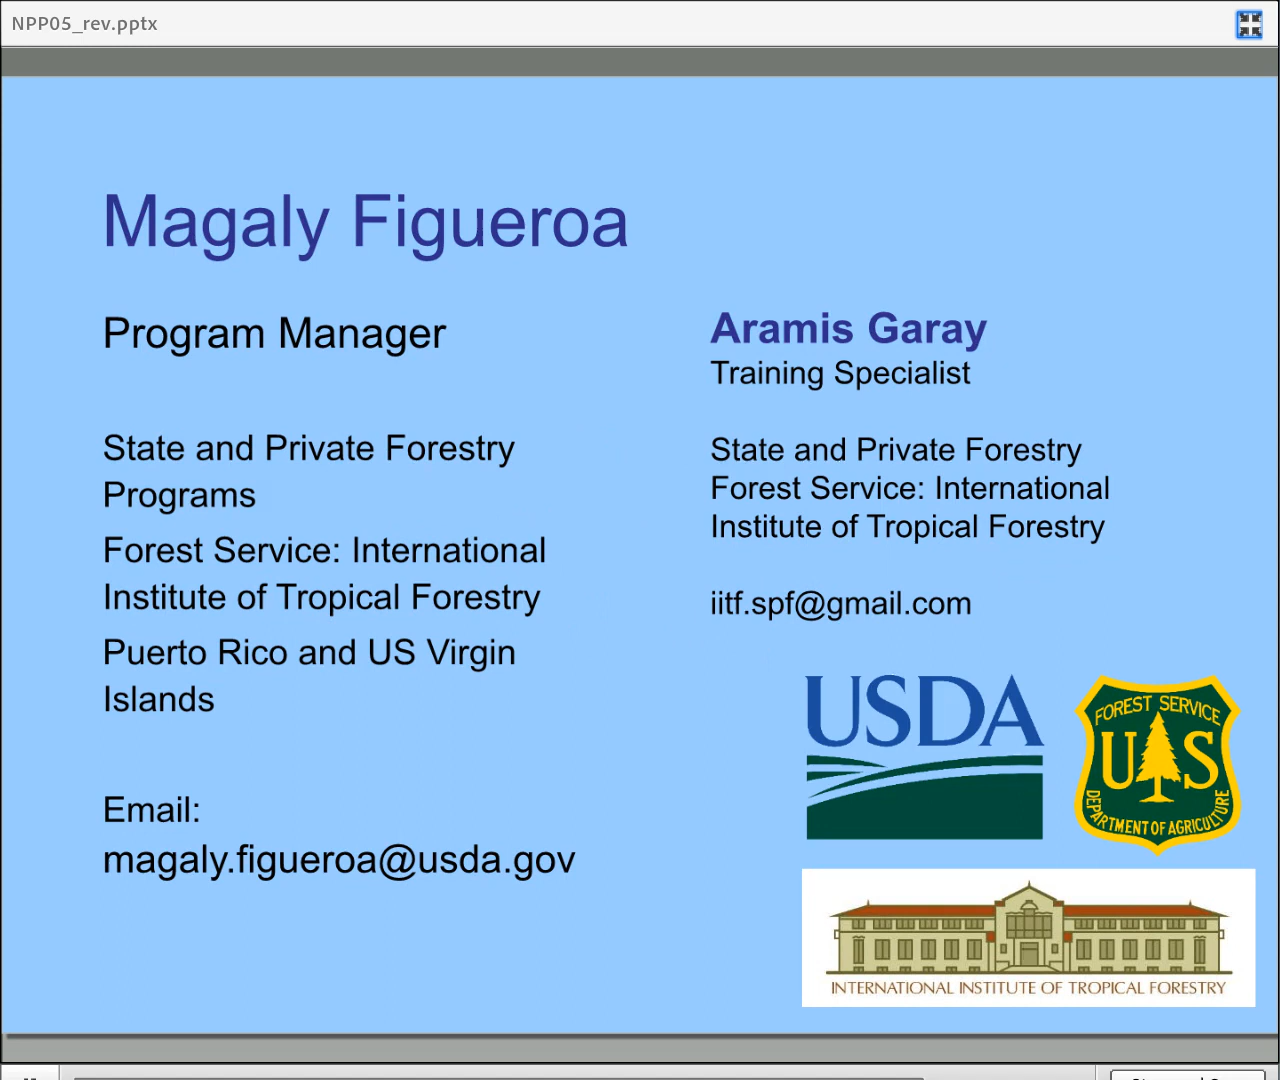 NPP05_rev.pptx
Magaly Figueroa
Program Manager
State and Private Forestry
Programs
Forest Service: International
Institute of Tropical Forestry
Puerto Rico and US Virgin
Islands
Email:
magaly.figueroa@usda.gov
Aramis Garay
Training Specialist
State and Private Forestry
Forest Service: International
Institute of Tropical Forestry
iitf.spf@gmail.com
USDA
FOREST SERVICE
U S
DEPARTMENT OF AGRICULTURE
INTERNATIONAL INSTITUTE OF TROPICAL FORESTRY